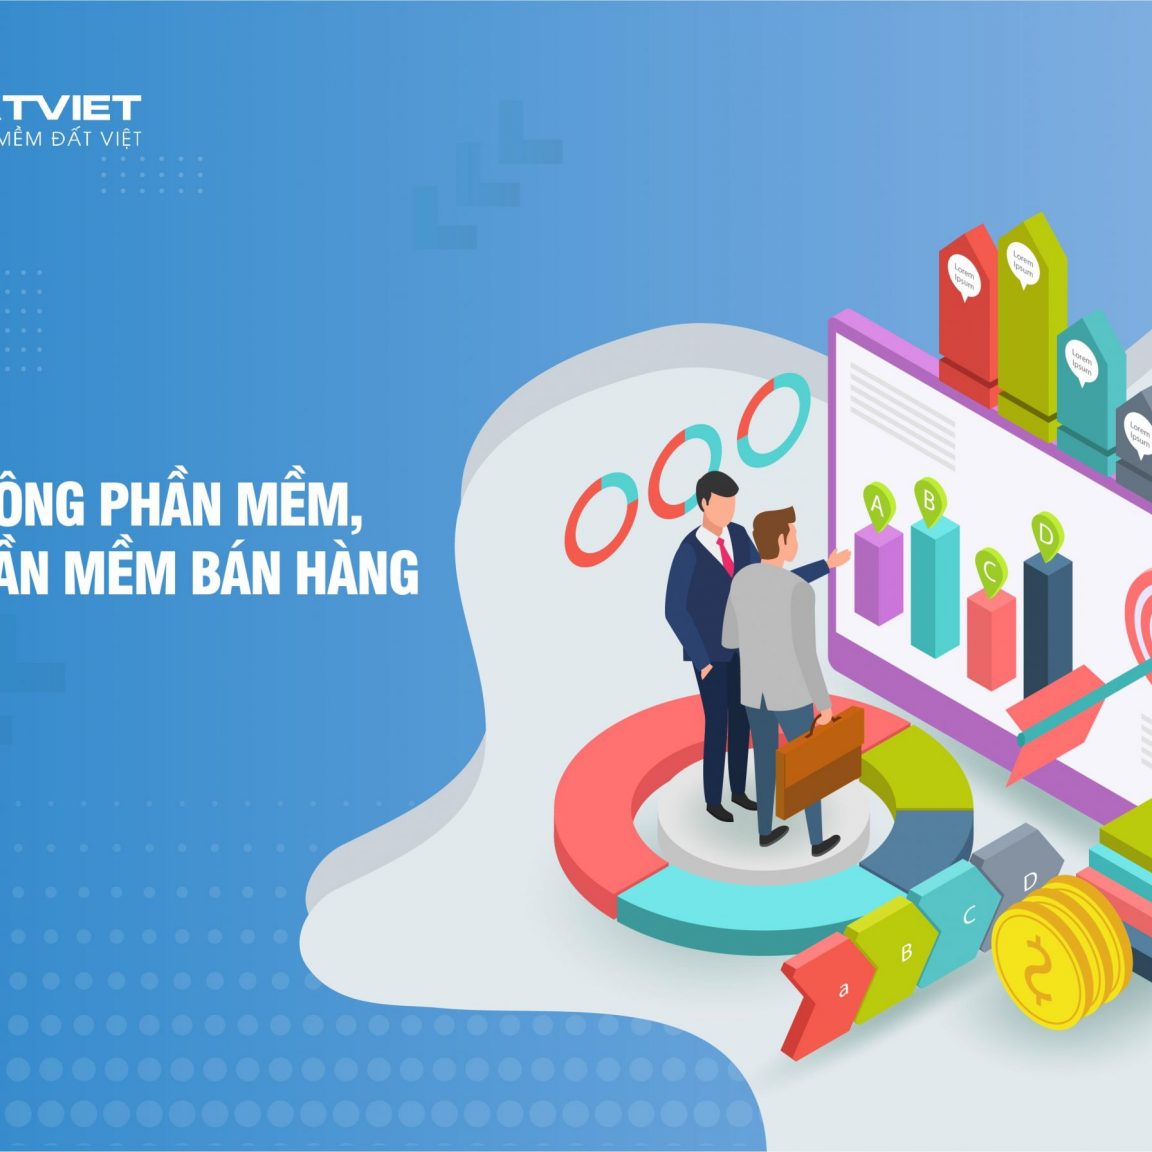 TVIET
MỀM ĐẤT VIỆT
ÔNG PHẦN MỀM,
ẦN MỀM BÁN HÀNG
Lorem
Ipsum
Lorem
Ipsum
Lorem
Ipsum
Lorem
Ipsum
A
B
C
D
a
B
C
D